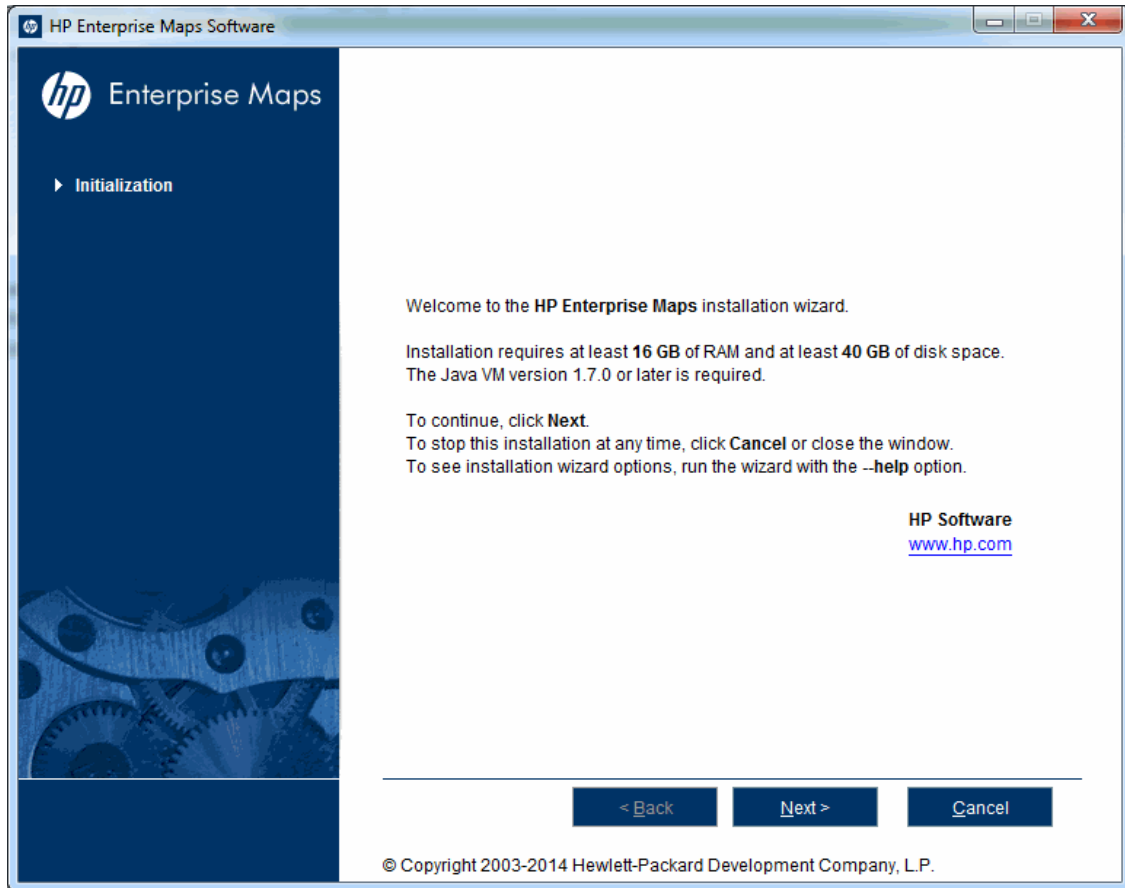 HP Enterprise Maps Software
hp Enterprise Maps
Initialization
Welcome to the HP Enterprise Maps installation wizard.
Installation requires at least 16 GB of RAM and at least 40 GB of disk space.
The Java VM version 1.7.0 or later is required.
To continue, click Next.
To stop this installation at any time, click Cancel or close the window.
To see installation wizard options, run the wizard with the --help option.
HP Software
www.hp.com
< Back Next > Cancel
© Copyright 2003-2014 Hewlett-Packard Development Company, L.P.